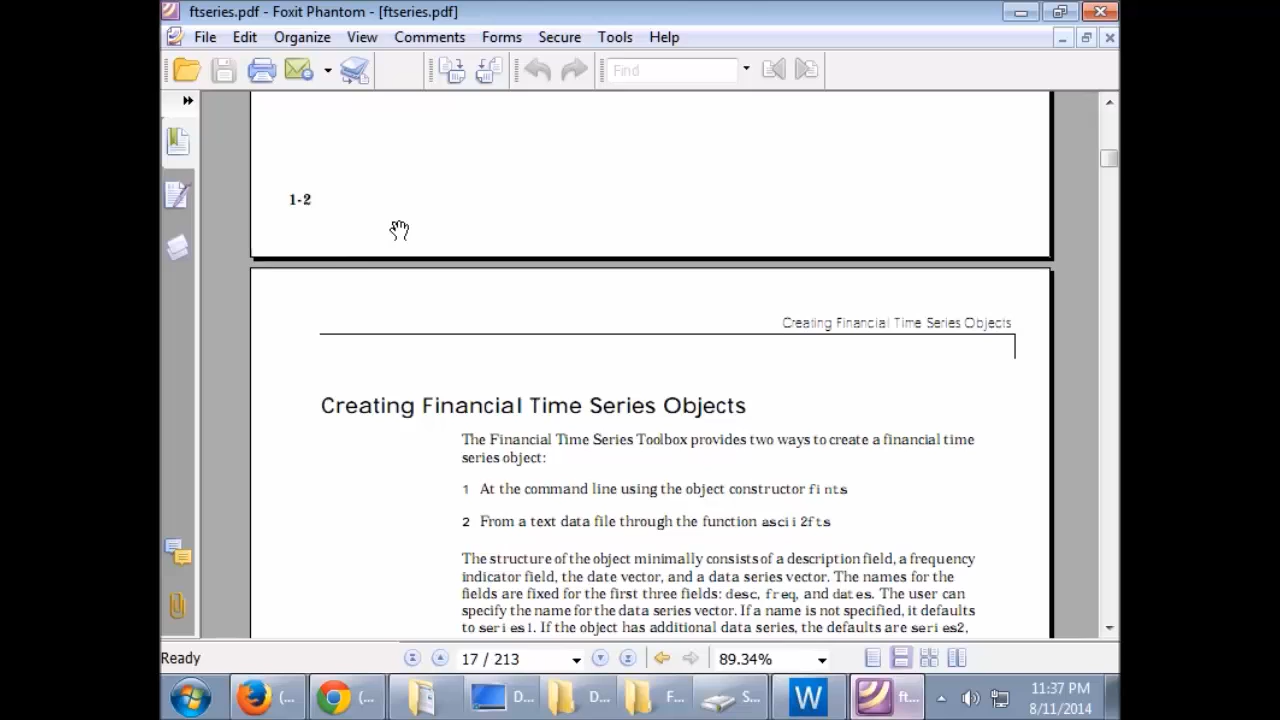 ftseries.pdf - Foxit Phantom - [ftseries.pdf]
File Edit Organize View Comments Forms Secure Tools Help
Find
1-2
Creating Financial Time Series Objects
Creating Financial Time Series Objects
The Financial Time Series Toolbox provides two ways to create a financial time
series object:
1 At the command line using the object constructor fints
2 From a text data file through the function ascii2fts
The structure of the object minimally consists of a description field, a frequency
indicator field, the date vector, and a data series vector. The names for the
fields are fixed for the first three fields: desc, freq, and dates. The user can
specify the name for the data series vector. If a name is not specified, it defaults
to series1. If the object has additional data series, the defaults are series2,
Ready 17 / 213 89.34%
(... (... D... D... F... S... W ft...
11:37 PM
8/11/2014